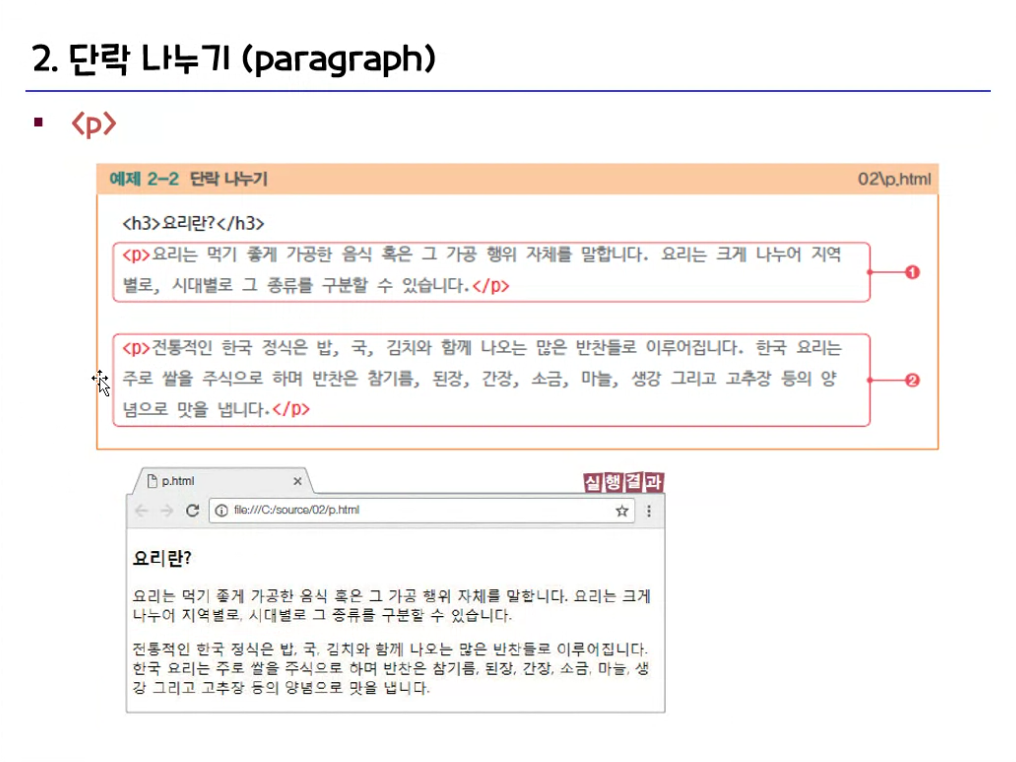 2. 단락 나누기 (paragraph)
<p>
예제 2-2 단락 나누기 02\p.html
<h3>요리란?</h3>
<p>요리는 먹기 좋게 가공한 음식 혹은 그 가공 행위 자체를 말합니다. 요리는 크게 나누어 지역
별로, 시대별로 그 종류를 구분할 수 있습니다.</p>
1
<p>전통적인 한국 정식은 밥, 국, 김치와 함께 나오는 많은 반찬들로 이루어집니다. 한국 요리는
주로 쌀을 주식으로 하며 반찬은 참기름, 된장, 간장, 소금, 마늘, 생강 그리고 고추장 등의 양
념으로 맛을 냅니다.</p>
2
p.html
실행결과
file:///C:/source/02/p.html
요리란?
요리는 먹기 좋게 가공한 음식 혹은 그 가공 행위 자체를 말합니다. 요리는 크게
나누어 지역별로, 시대별로 그 종류를 구분할 수 있습니다.
전통적인 한국 정식은 밥, 국, 김치와 함께 나오는 많은 반찬들로 이루어집니다.
한국 요리는 주로 쌀을 주식으로 하며 반찬은 참기름, 된장, 간장, 소금, 마늘, 생
강 그리고 고추장 등의 양념으로 맛을 냅니다.